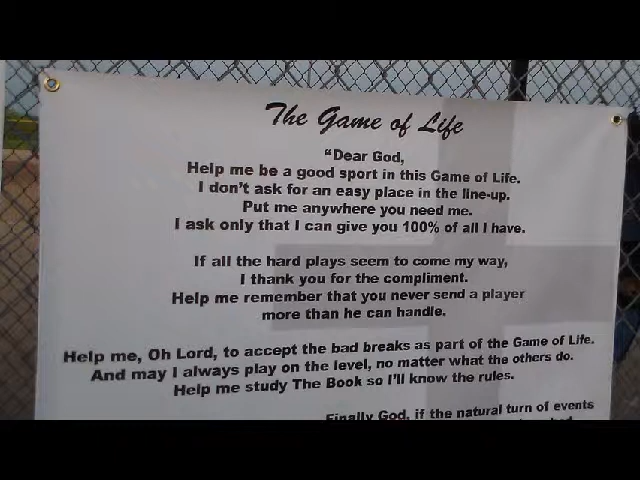 The Game of Life
“Dear God,
Help me be a good sport in this Game of Life.
I don't ask for an easy place in the line-up.
Put me anywhere you need me.
I ask only that I can give you 100% of all I have.
If all the hard plays seem to come my way,
I thank you for the compliment.
Help me remember that you never send a player
more than he can handle.
Help me, Oh Lord, to accept the bad breaks as part of the Game of Life.
And may I always play on the level, no matter what the others do.
Help me study The Book so I'll know the rules.
Finally God, if the natural turn of events